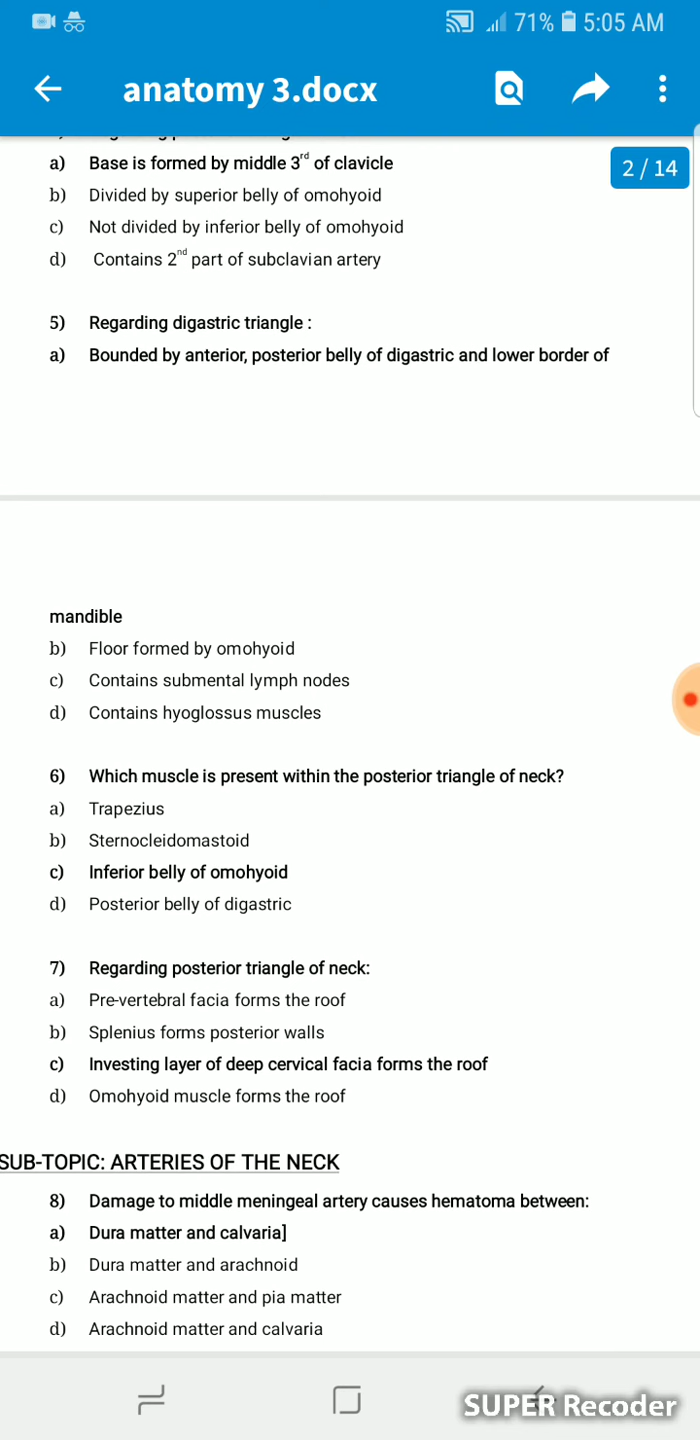 71% 5:05 AM
anatomy 3.docx
2 / 14
a) Base is formed by middle 3rd of clavicle
b) Divided by superior belly of omohyoid
c) Not divided by inferior belly of omohyoid
d) Contains 2nd part of subclavian artery
5) Regarding digastric triangle :
a) Bounded by anterior, posterior belly of digastric and lower border of
mandible
b) Floor formed by omohyoid
c) Contains submental lymph nodes
d) Contains hyoglossus muscles
6) Which muscle is present within the posterior triangle of neck?
a) Trapezius
b) Sternocleidomastoid
c) Inferior belly of omohyoid
d) Posterior belly of digastric
7) Regarding posterior triangle of neck:
a) Pre-vertebral facia forms the roof
b) Splenius forms posterior walls
c) Investing layer of deep cervical facia forms the roof
d) Omohyoid muscle forms the roof
SUB-TOPIC: ARTERIES OF THE NECK
8) Damage to middle meningeal artery causes hematoma between:
a) Dura matter and calvaria]
b) Dura matter and arachnoid
c) Arachnoid matter and pia matter
d) Arachnoid matter and calvaria
SUPER Recoder